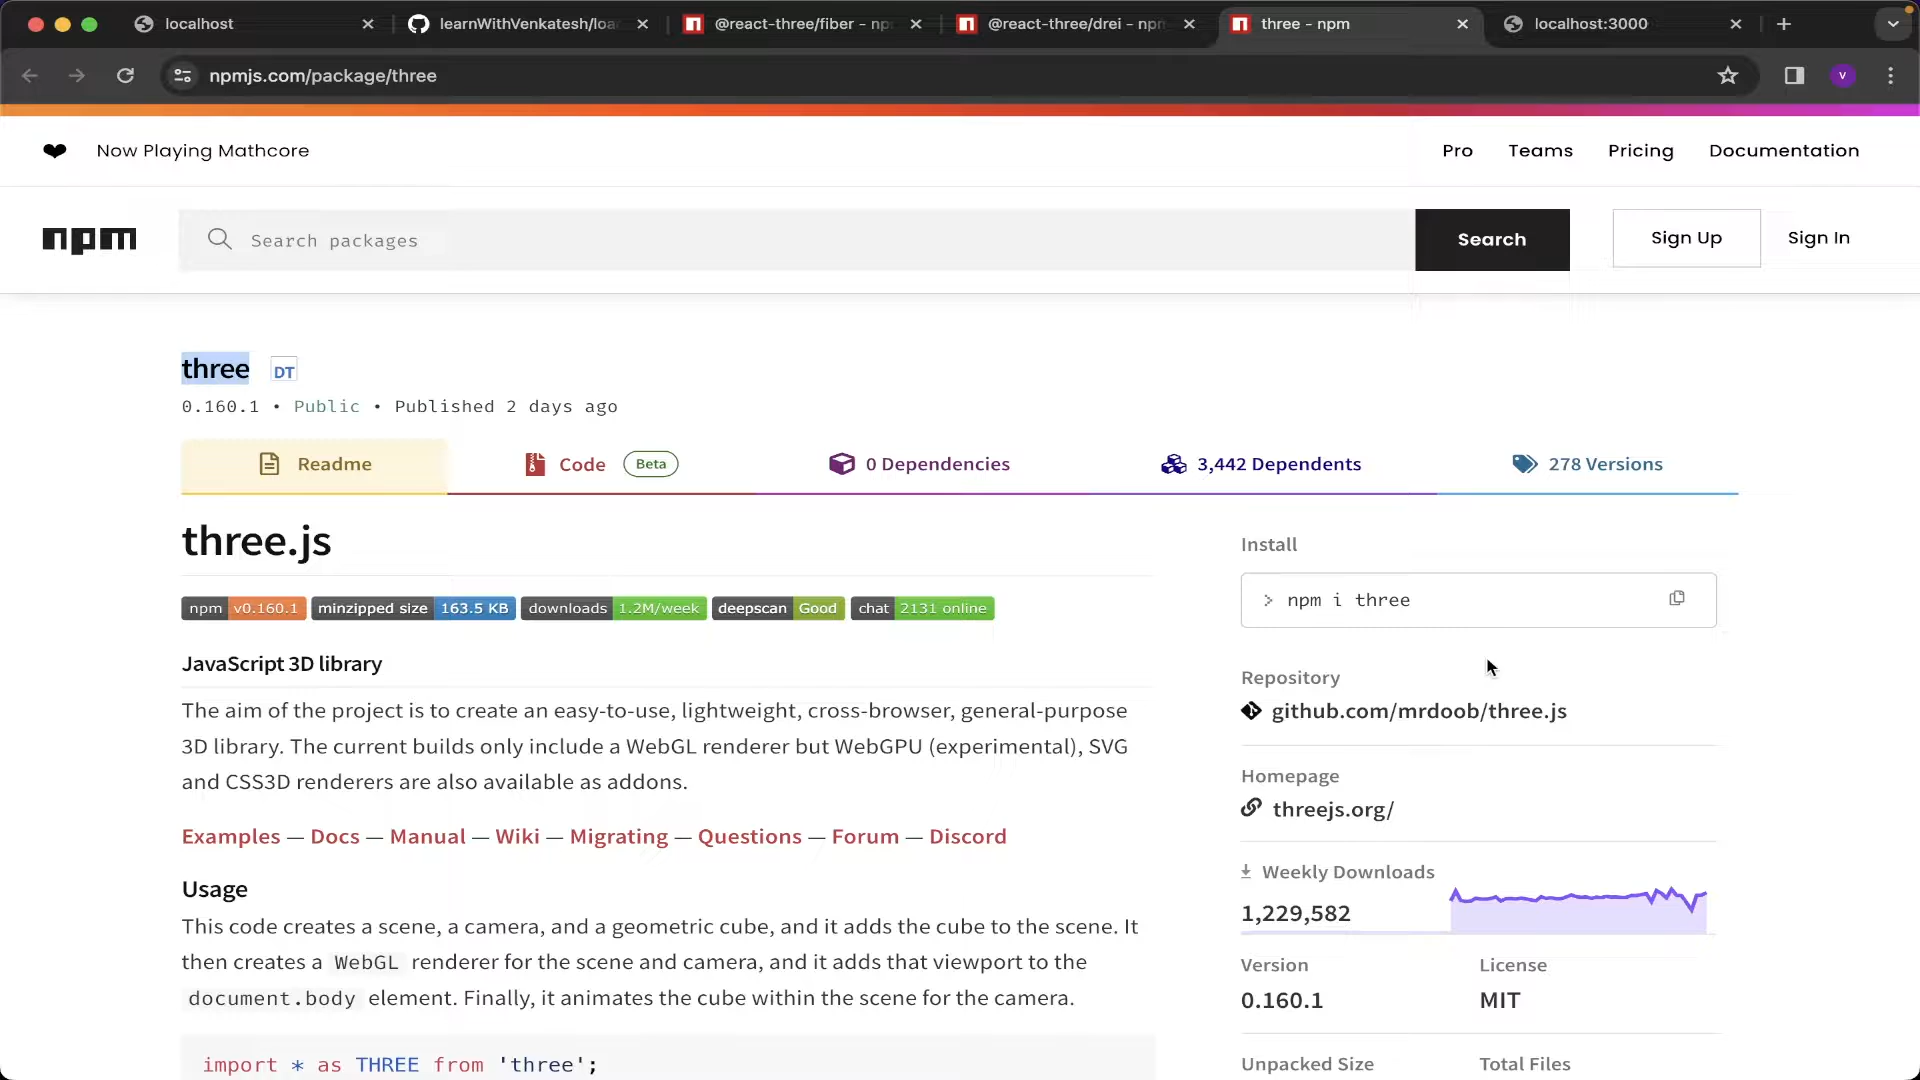 localhost
learnWithVenkatesh/loa
@react-three/fiber - np
@react-three/drei - npm
three - npm
localhost:3000
npmjs.com/package/three
V
Now Playing Mathcore
Pro
Teams
Pricing
Documentation
npm
Search packages
Search
Sign Up
Sign In
three DT
0.160.1 • Public • Published 2 days ago
Readme
Code Beta
0 Dependencies
3,442 Dependents
278 Versions
three.js
npm v0.160.1 minzipped size 163.5 KB downloads 1.2M/week deepscan Good chat 2131 online
JavaScript 3D library
The aim of the project is to create an easy-to-use, lightweight, cross-browser, general-purpose
3D library. The current builds only include a WebGL renderer but WebGPU (experimental), SVG
and CSS3D renderers are also available as addons.
Examples — Docs — Manual — Wiki — Migrating — Questions — Forum — Discord
Usage
This code creates a scene, a camera, and a geometric cube, and it adds the cube to the scene. It
then creates a WebGL renderer for the scene and camera, and it adds that viewport to the
document.body element. Finally, it animates the cube within the scene for the camera.
import * as THREE from 'three';
Install
> npm i three
Repository
github.com/mrdoob/three.js
Homepage
threejs.org/
Weekly Downloads
1,229,582
Version
License
0.160.1
MIT
Unpacked Size
Total Files